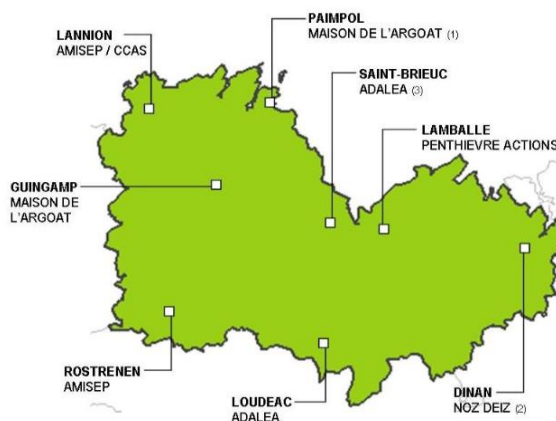 LANNION
AMISEP / CCAS
PAIMPOL
MAISON DE L'ARGOAT (1)
SAINT-BRIEUC
ADALEA (3)
LAMBALLE
PENTHIEVRE ACTIONS
GUINGAMP
MAISON DE
L'ARGOAT
ROSTRENEN
AMISEP
LOUDEAC
ADALEA
DINAN
NOZ DEIZ (2)